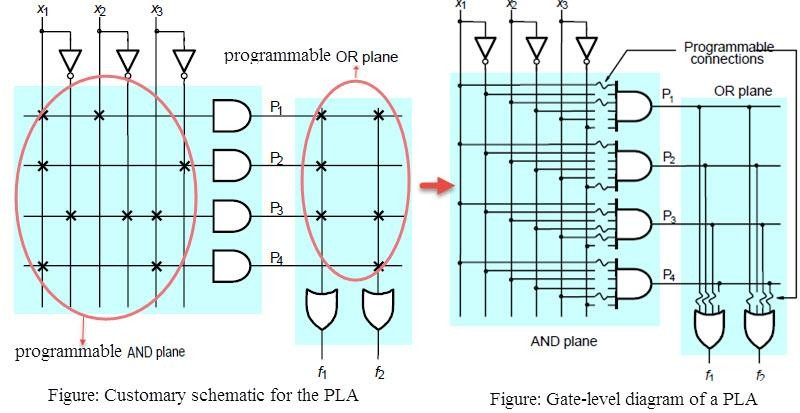 x1 x2 x3
programmable OR plane
P1
P2
P3
P4
programmable AND plane
f1 f2
Figure: Customary schematic for the PLA
x1 x2 x3
Programmable
connections
OR plane
P1
P2
P3
P4
AND plane
f1 f2
Figure: Gate-level diagram of a PLA